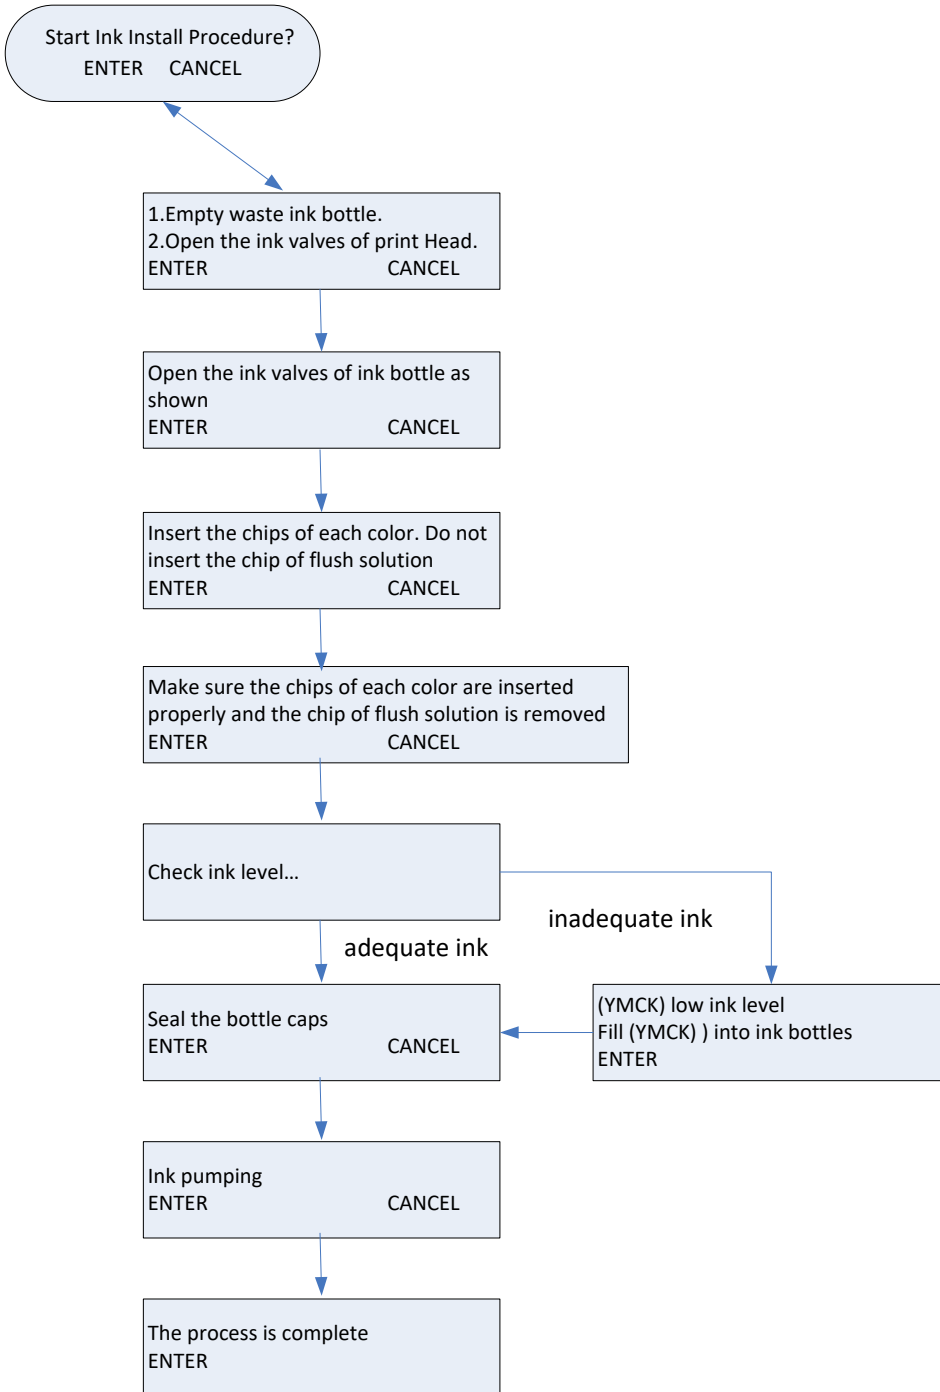 Start Ink Install Procedure?
ENTER CANCEL
1.Empty waste ink bottle.
2.Open the ink valves of print Head.
ENTER CANCEL
Open the ink valves of ink bottle as
shown
ENTER CANCEL
Insert the chips of each color. Do not
insert the chip of flush solution
ENTER CANCEL
Make sure the chips of each color are inserted
properly and the chip of flush solution is removed
ENTER CANCEL
Check ink level...
inadequate ink
adequate ink
(YMCK) low ink level
Fill (YMCK) ) into ink bottles
ENTER
Seal the bottle caps
ENTER CANCEL
Ink pumping
ENTER CANCEL
The process is complete
ENTER